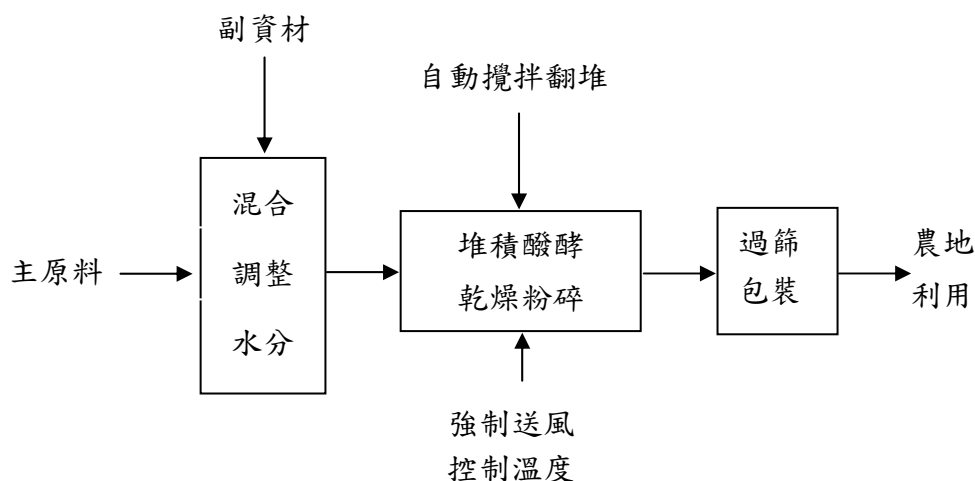 副資材
自動攪拌翻堆
主原料
混合
調整
水分
堆積醱酵
乾燥粉碎
過篩
包裝
農地
利用
強制送風
控制溫度